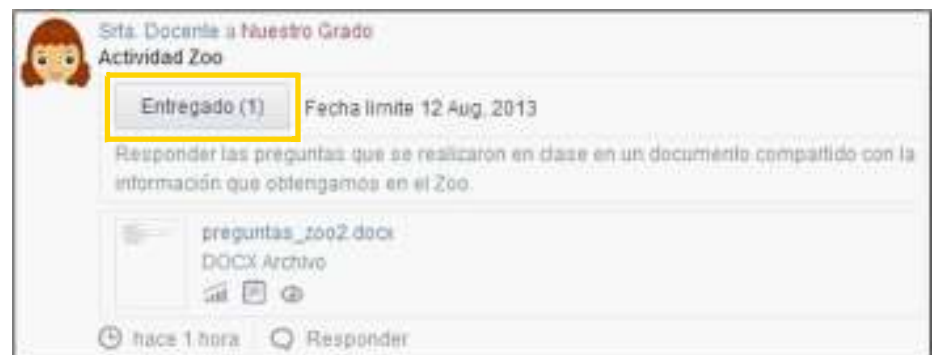 Srta. Docente a Nuestro Grado
Actividad Zoo
Entregado (1) Fecha limite 12 Aug, 2013
Responder las preguntas que se realizaron en clase en un documento compartido con la
información que obtengamos en el Zoo.
preguntas_zoo2.docx
DOCX Archivo
hace 1 hora Responder